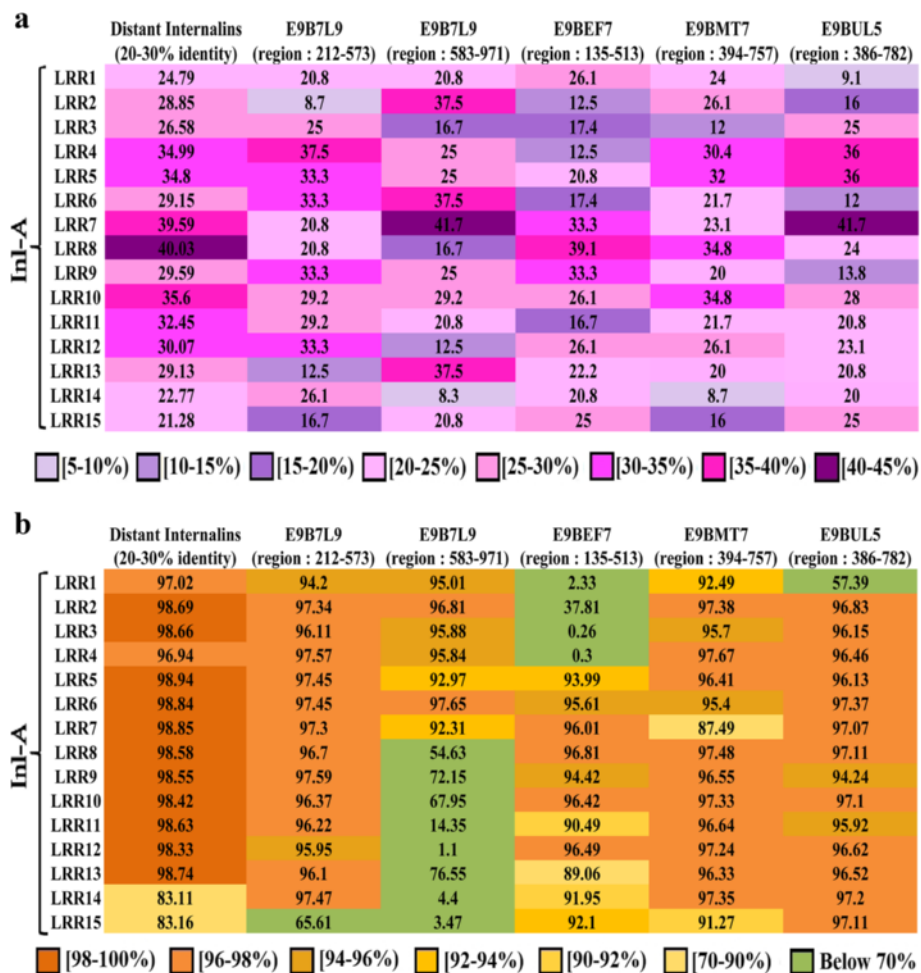 a
Distant Internalins E9B7L9 E9B7L9 E9BEF7 E9BMT7 E9BUL5
(20-30% identity) (region : 212-573) (region : 583-971) (region : 135-513) (region : 394-757) (region : 386-782)
LRR1 24.79 20.8 20.8 26.1 24 9.1
LRR2 28.85 8.7 37.5 12.5 26.1 16
LRR3 26.58 25 16.7 17.4 12 25
LRR4 34.99 37.5 25 12.5 30.4 36
LRR5 34.8 33.3 25 20.8 32 36
LRR6 29.15 33.3 37.5 17.4 21.7 12
LRR7 39.59 20.8 41.7 33.3 23.1 41.7
Inl-A
LRR8 40.03 20.8 16.7 39.1 34.8 24
LRR9 29.59 33.3 25 33.3 20 13.8
LRR10 35.6 29.2 29.2 26.1 34.8 28
LRR11 32.45 29.2 20.8 16.7 21.7 20.8
LRR12 30.07 33.3 12.5 26.1 26.1 23.1
LRR13 29.13 12.5 37.5 22.2 20 20.8
LRR14 22.77 26.1 8.3 20.8 8.7 20
LRR15 21.28 16.7 20.8 25 16 25
[5-10%) [10-15%) [15-20%) [20-25%) [25-30%) [30-35%) [35-40%) [40-45%)
b
Distant Internalins E9B7L9 E9B7L9 E9BEF7 E9BMT7 E9BUL5
(20-30% identity) (region : 212-573) (region : 583-971) (region : 135-513) (region : 394-757) (region : 386-782)
LRR1 97.02 94.2 95.01 2.33 92.49 57.39
LRR2 98.69 97.34 96.81 37.81 97.38 96.83
LRR3 98.66 96.11 95.88 0.26 95.7 96.15
LRR4 96.94 97.57 95.84 0.3 97.67 96.46
LRR5 98.94 97.45 92.97 93.99 96.41 96.13
LRR6 98.84 97.45 97.65 95.61 95.4 97.37
LRR7 98.85 97.3 92.31 96.01 87.49 97.07
Inl-A
LRR8 98.58 96.7 54.63 96.81 97.48 97.11
LRR9 98.55 97.59 72.15 94.42 96.55 94.24
LRR10 98.42 96.37 67.95 96.42 97.33 97.1
LRR11 98.63 96.22 14.35 90.49 96.64 95.92
LRR12 98.33 95.95 1.1 96.49 97.24 96.62
LRR13 98.74 96.1 76.55 89.06 96.33 96.52
LRR14 83.11 97.47 4.4 91.95 97.35 97.2
LRR15 83.16 65.61 3.47 92.1 91.27 97.11
[98-100%) [96-98%) [94-96%) [92-94%) [90-92%) [70-90%) Below 70%